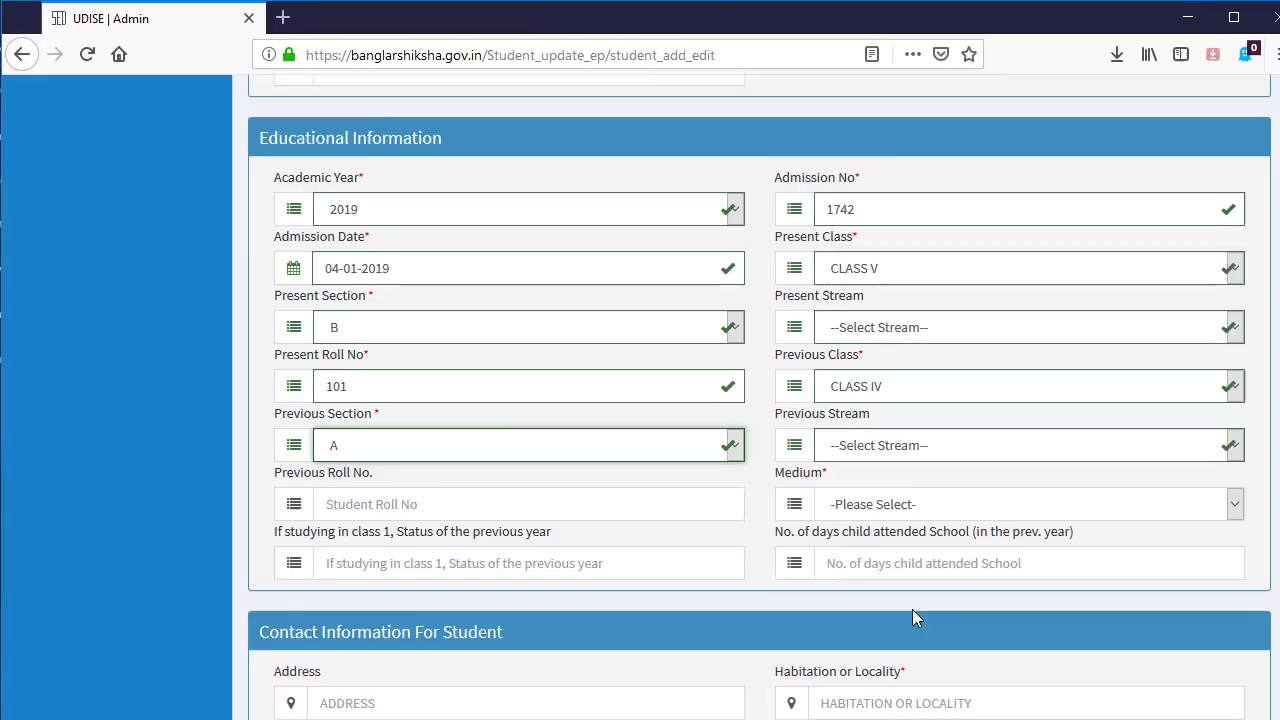 UDISE | Admin
https://banglarshiksha.gov.in/Student_update_ep/student_add_edit
0
Educational Information
Academic Year* Admission No*
2019 1742
Admission Date* Present Class*
04-01-2019 CLASS V
Present Section * Present Stream
B --Select Stream--
Present Roll No* Previous Class*
101 CLASS IV
Previous Section * Previous Stream
A --Select Stream--
Previous Roll No. Medium*
Student Roll No -Please Select-
If studying in class 1, Status of the previous year No. of days child attended School (in the prev. year)
If studying in class 1, Status of the previous year No. of days child attended School
Contact Information For Student
Address Habitation or Locality*
ADDRESS HABITATION OR LOCALITY